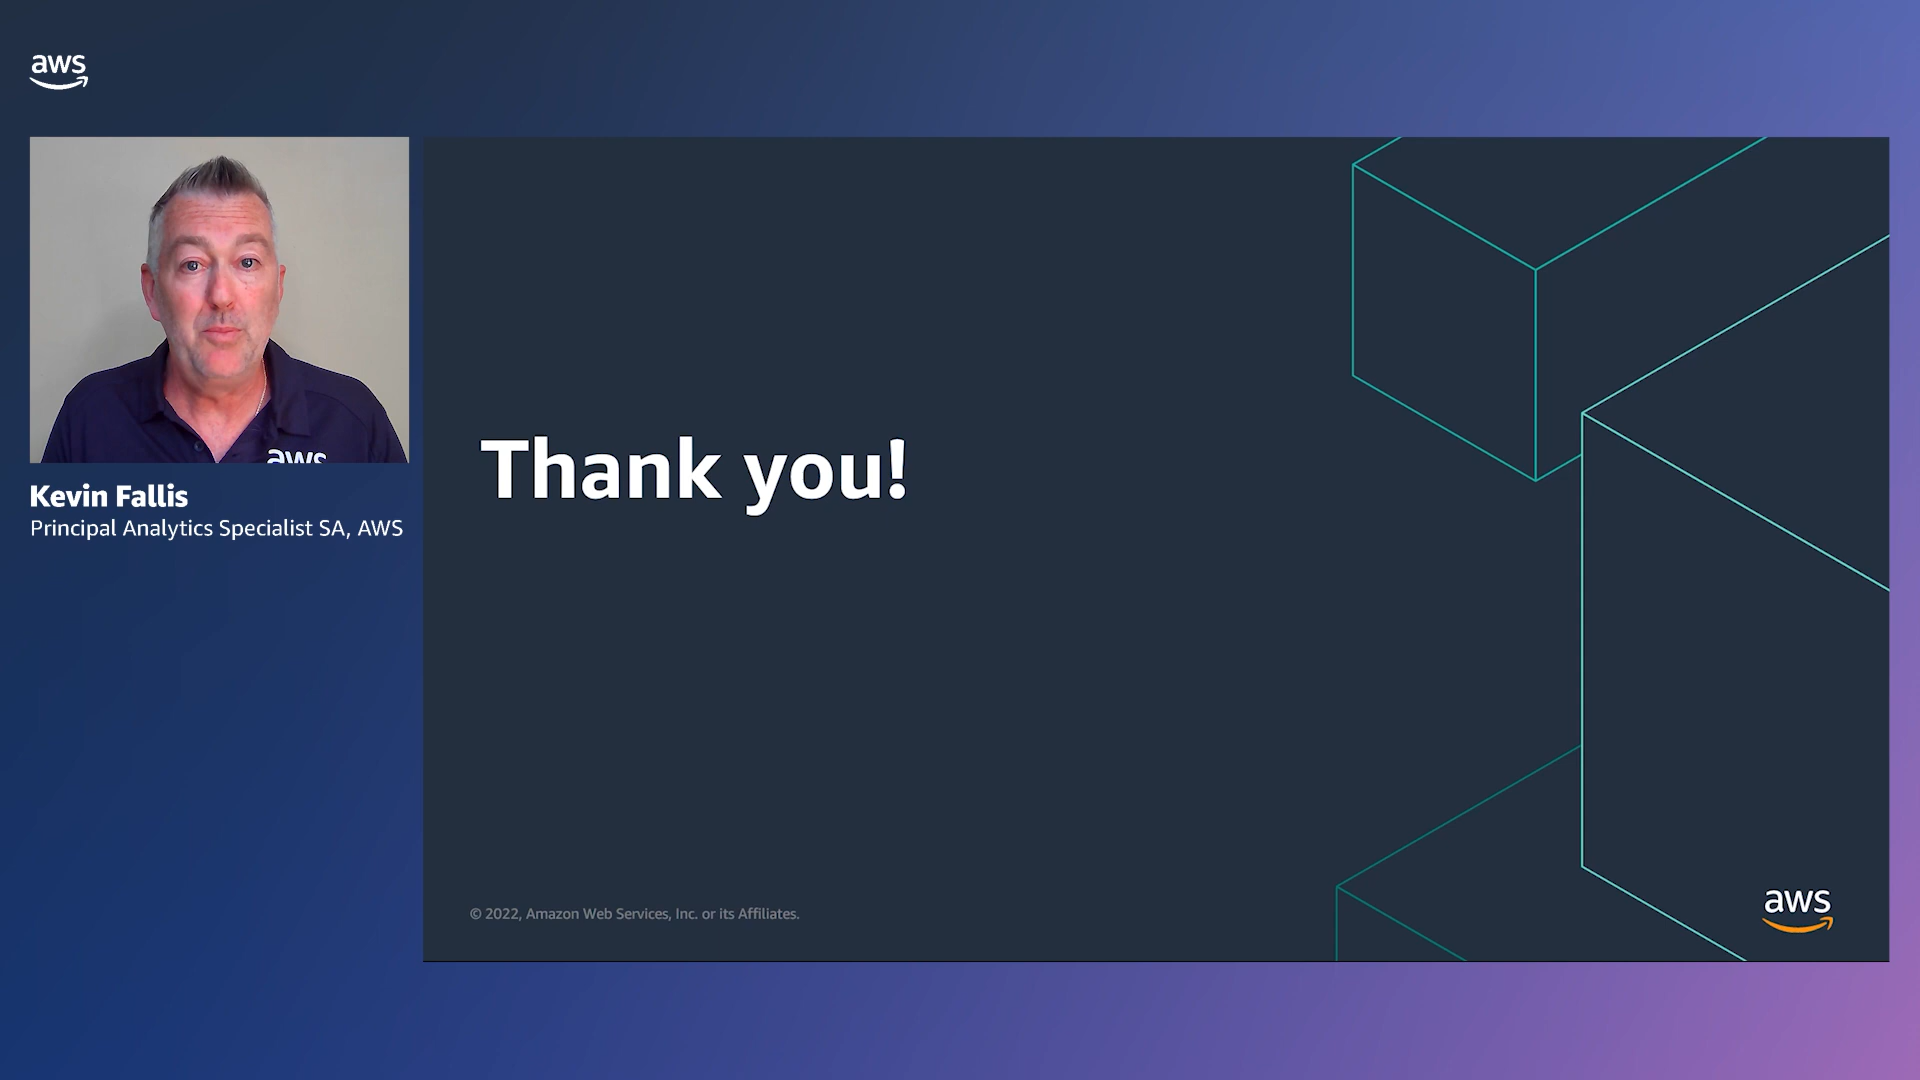 aws
aws
Kevin Fallis
Principal Analytics Specialist SA, AWS
Thank you!
© 2022, Amazon Web Services, Inc. or its Affiliates.
aws